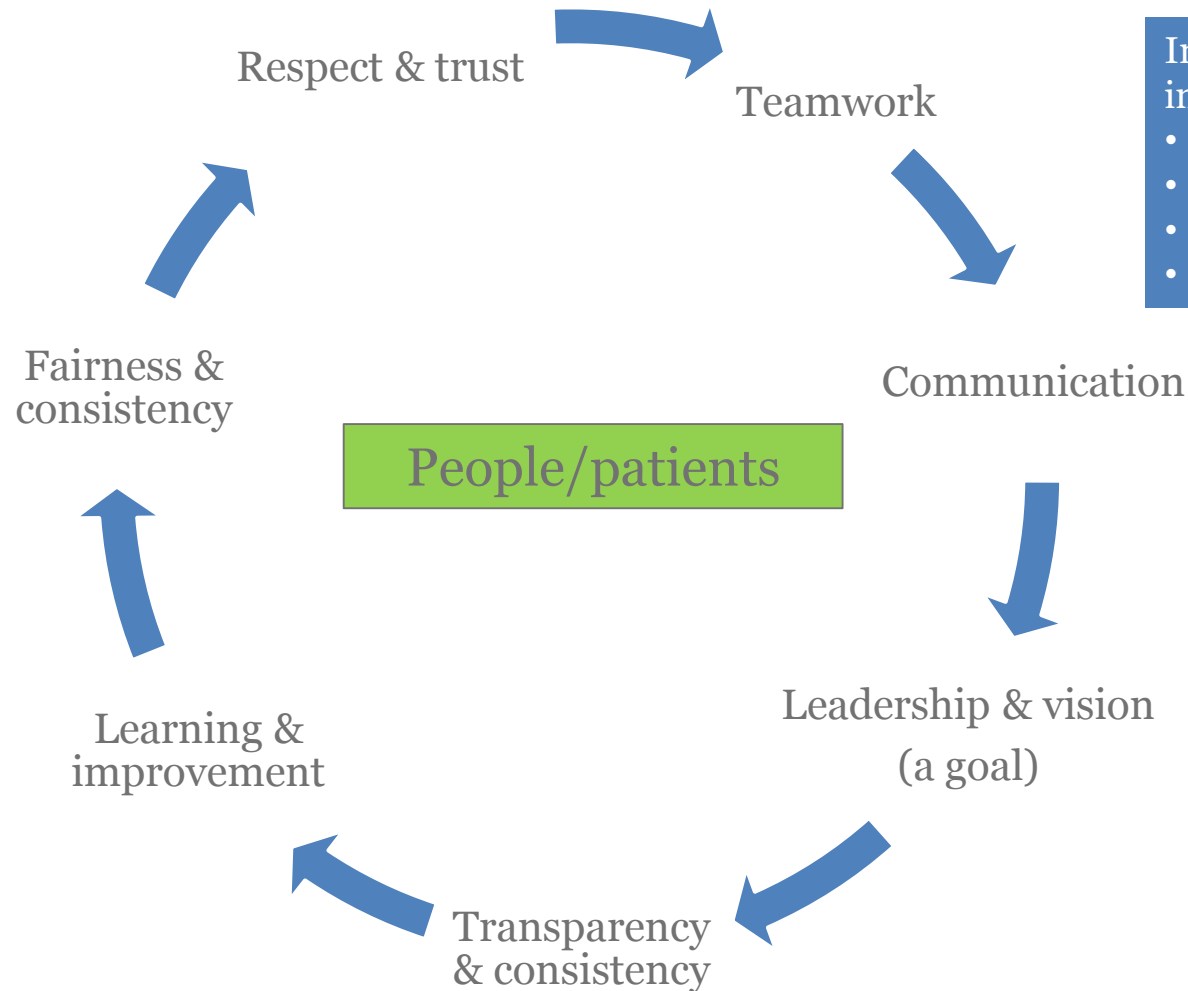 Respect & trust
Teamwork
Communication
Leadership & vision
(a goal)
Transparency
& consistency
Learning &
improvement
Fairness &
consistency
People/patients